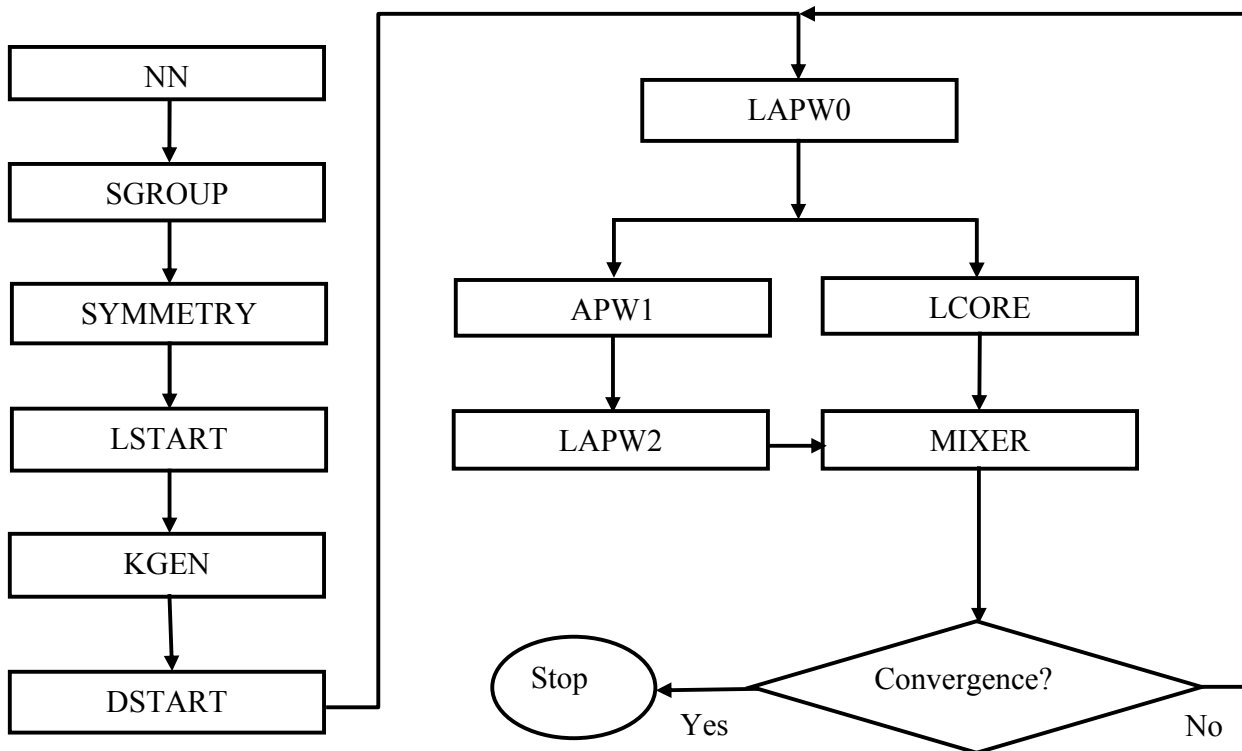 NN
SGROUP
SYMMETRY
LSTART
KGEN
DSTART
LAPW0
APW1
LCORE
LAPW2
MIXER
Convergence?
Stop
Yes
No